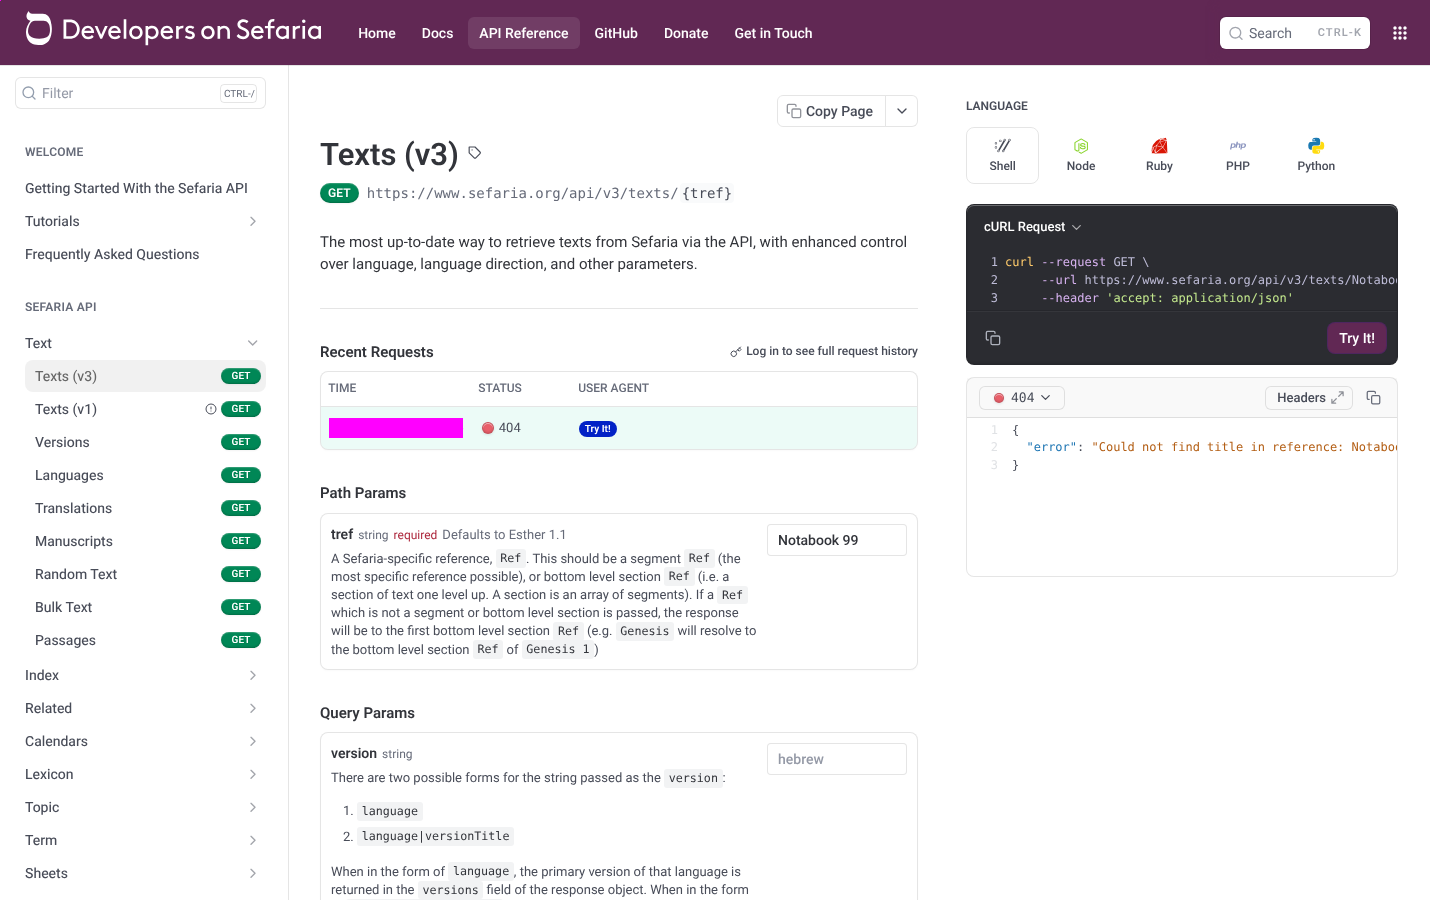 Developers on Sefaria
Home Docs API Reference GitHub Donate Get in Touch
Search CTRL-K
Filter CTRL-/
WELCOME
Getting Started With the Sefaria API
Tutorials
Frequently Asked Questions
SEFARIA API
Text
Texts (v3) GET
Texts (v1) GET
Versions GET
Languages GET
Translations GET
Manuscripts GET
Random Text GET
Bulk Text GET
Passages GET
Index
Related
Calendars
Lexicon
Topic
Term
Sheets
Copy Page
Texts (v3)
GET https://www.sefaria.org/api/v3/texts/{tref}
The most up-to-date way to retrieve texts from Sefaria via the API, with enhanced control
over language, language direction, and other parameters.
Recent Requests
Log in to see full request history
TIME STATUS USER AGENT
404 Try It!
Path Params
tref string required Defaults to Esther 1.1
Notebook 99
A Sefaria-specific reference, Ref. This should be a segment Ref (the
most specific reference possible), or bottom level section Ref (i.e. a
section of text one level up. A section is an array of segments). If a Ref
which is not a segment or bottom level section is passed, the response
will be to the first bottom level section Ref (e.g. Genesis will resolve to
the bottom level section Ref of Genesis 1)
Query Params
version string
hebrew
There are two possible forms for the string passed as the version:
1. language
2. language|versionTitle
When in the form of language, the primary version of that language is
returned in the versions field of the response object. When in the form
LANGUAGE
Shell Node Ruby php PHP Python
cURL Request
1 curl --request GET \
2 --url https://www.sefaria.org/api/v3/texts/Notaboo
3 --header 'accept: application/json'
Try It!
404 Headers
1 {
2 "error": "Could not find title in reference: Notaboo
3 }